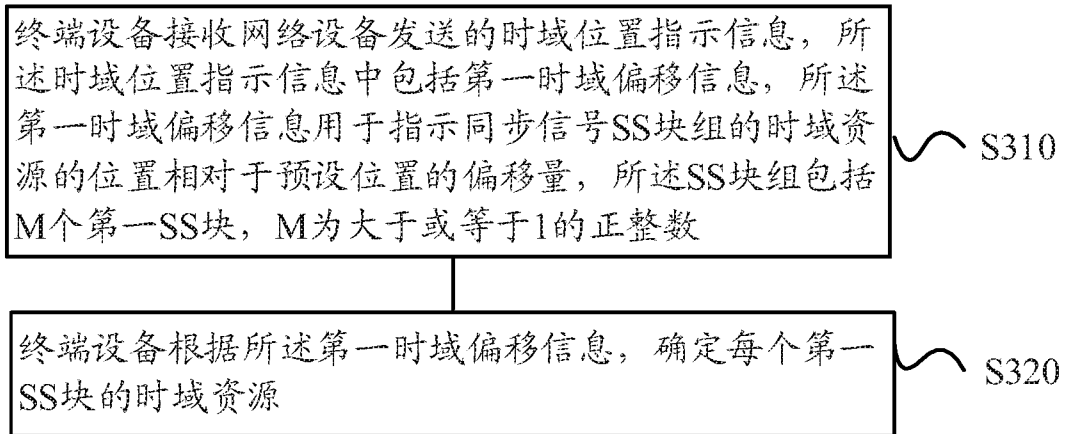 终端设备接收网络设备发送的时域位置指示信息，所
述时域位置指示信息中包括第一时域偏移信息，所述
第一时域偏移信息用于指示同步信号SS块组的时域资
源的位置相对于预设位置的偏移量，所述SS块组包括
M个第一SS块，M为大于或等于1的正整数
S310
终端设备根据所述第一时域偏移信息，确定每个第一
SS块的时域资源
S320